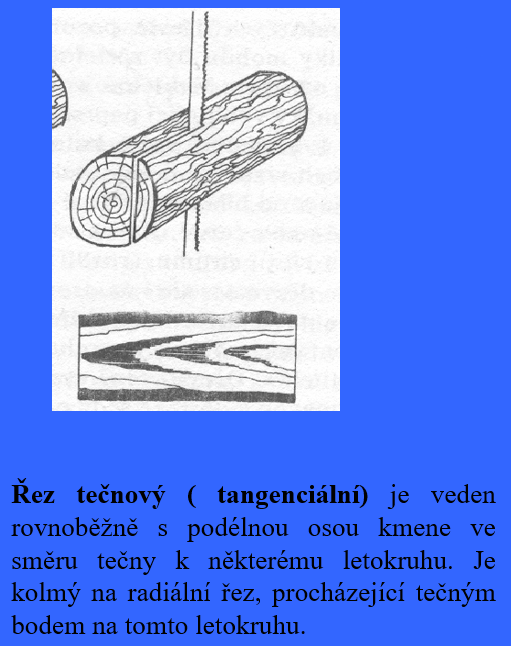 Řez tečnový ( tangenciální) je veden
rovnoběžně s podélnou osou kmene ve
směru tečny k některému letokruhu. Je
kolmý na radiální řez, procházející tečným
bodem na tomto letokruhu.